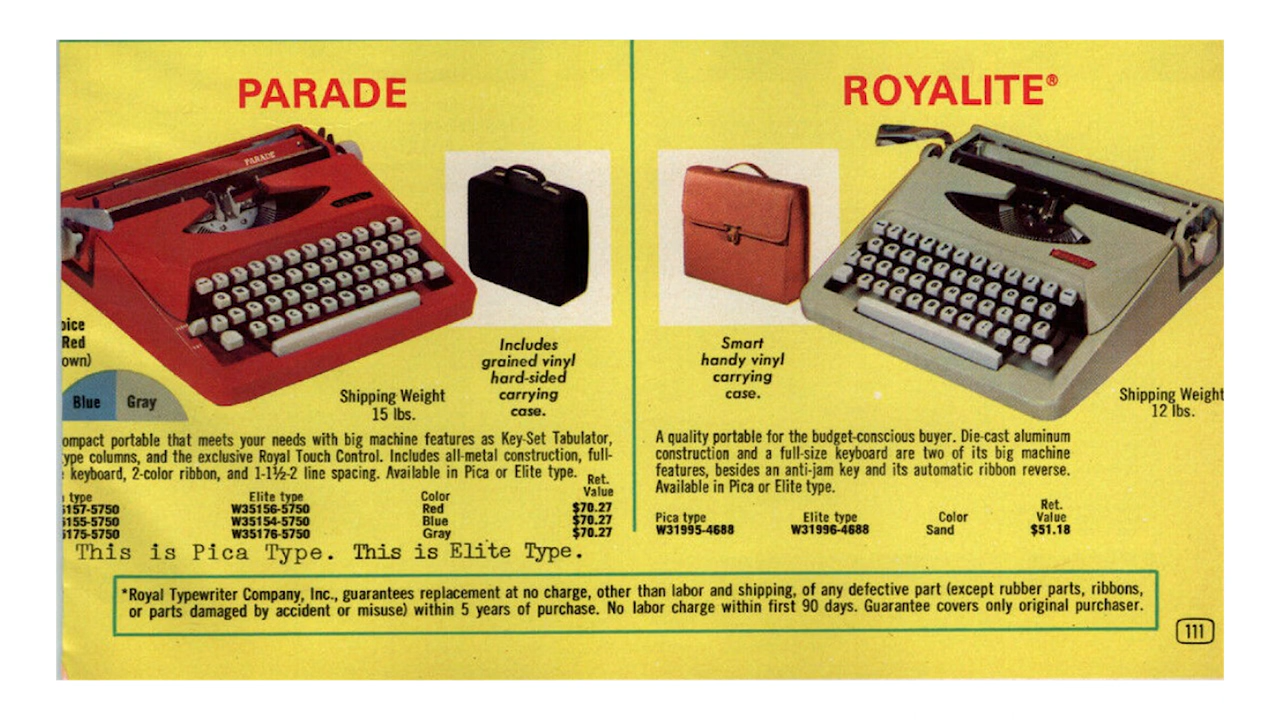 PARADE
PARADE
oice
Red
own)
Blue Gray
Shipping Weight
15 lbs.
Includes
grained vinyl
hard-sided
carrying
case.
ompact portable that meets your needs with big machine features as Key-Set Tabulator,
ype columns, and the exclusive Royal Touch Control. Includes all-metal construction, full-
keyboard, 2-color ribbon, and 1-1½-2 line spacing. Available in Pica or Elite type.
type Elite type Color Ret. Value
5157-5750 W35156-5750 Red $70.27
5155-5750 W35154-5750 Blue $70.27
5175-5750 W35176-5750 Gray $70.27
This is Pica Type. This is Elite Type.
ROYALITE®
Smart
handy vinyl
carrying
case.
Shipping Weight
12 lbs.
A quality portable for the budget-conscious buyer. Die-cast aluminum
construction and a full-size keyboard are two of its big machine
features, besides an anti-jam key and its automatic ribbon reverse.
Available in Pica or Elite type.
Pica type Elite type Color Ret. Value
W31995-4688 W31996-4688 Sand $51.18
*Royal Typewriter Company, Inc., guarantees replacement at no charge, other than labor and shipping, of any defective part (except rubber parts, ribbons,
or parts damaged by accident or misuse) within 5 years of purchase. No labor charge within first 90 days. Guarantee covers only original purchaser.
111